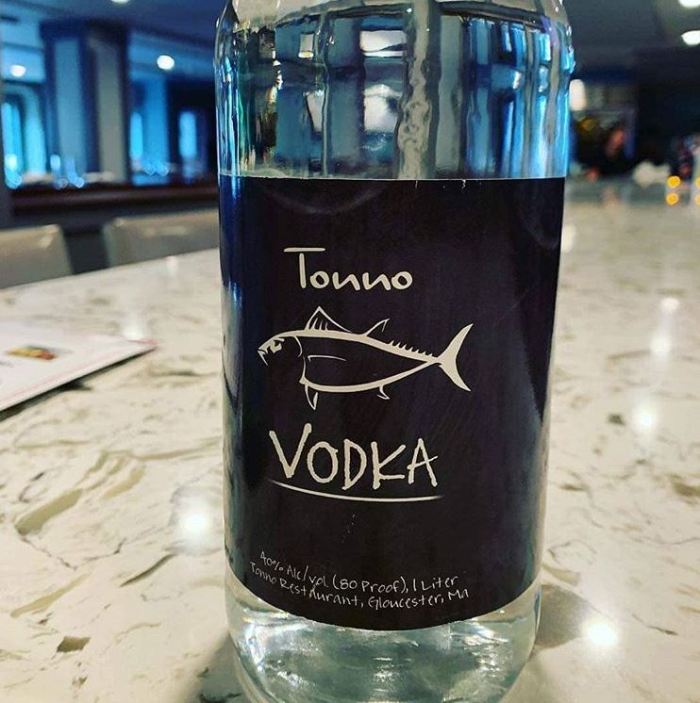 Tonno
VODKA
40% Alc/vol (80 Proof), 1 Liter
Tonno Restaurant, Gloucester, MA